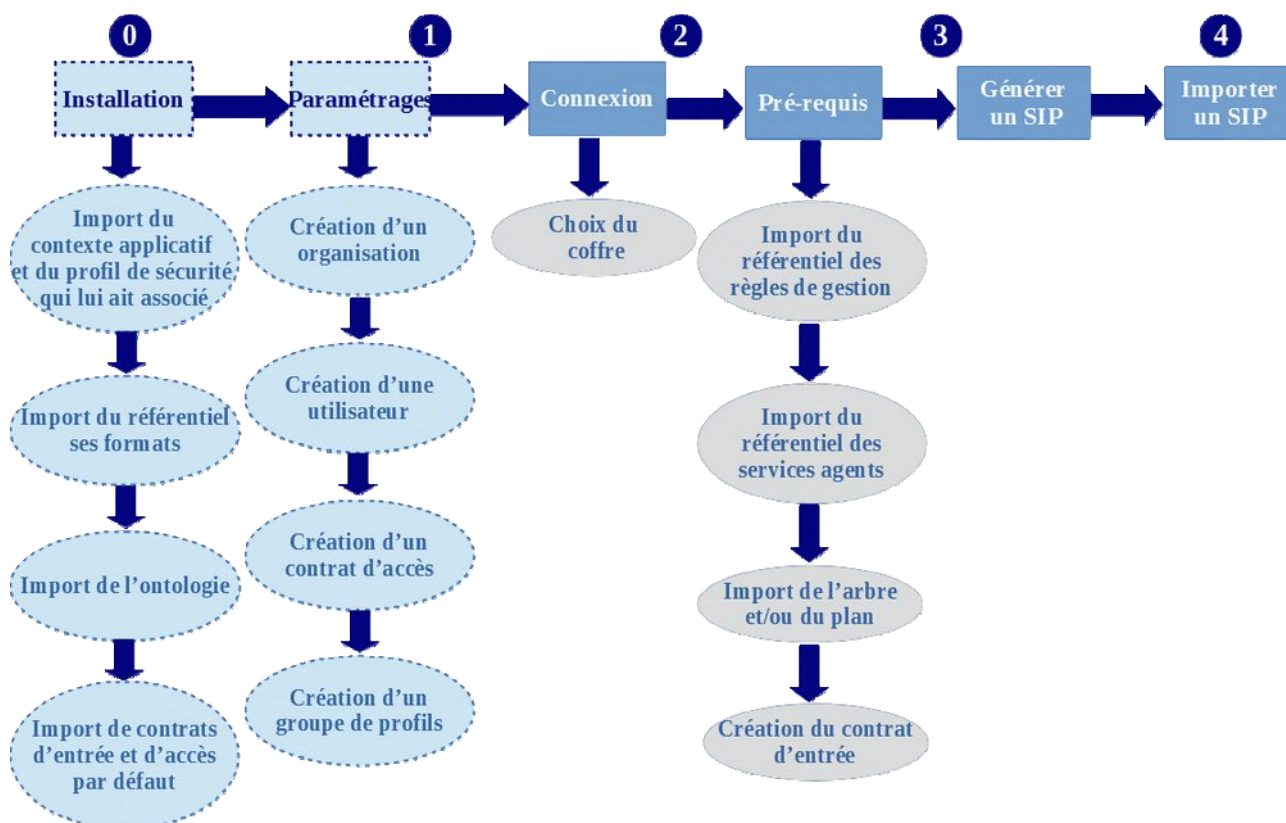 0
1
2
3
4
Installation
Paramétrages
Connexion
Pré-requis
Générer
un SIP
Importer
un SIP
Import du
contexte applicatif
et du profil de sécurité
qui lui ait associé
Import du référentiel
ses formats
Import de l’ontologie
Import de contrats
d’entrée et d’accès
par défaut
Création d’un
organisation
Création d’une
utilisateur
Création d’un
contrat d’accès
Création d’un
groupe de profils
Choix du
coffre
Import du
référentiel des
règles de gestion
Import du
référentiel des
services agents
Import de l’arbre
et/ou du plan
Création du contrat
d’entrée